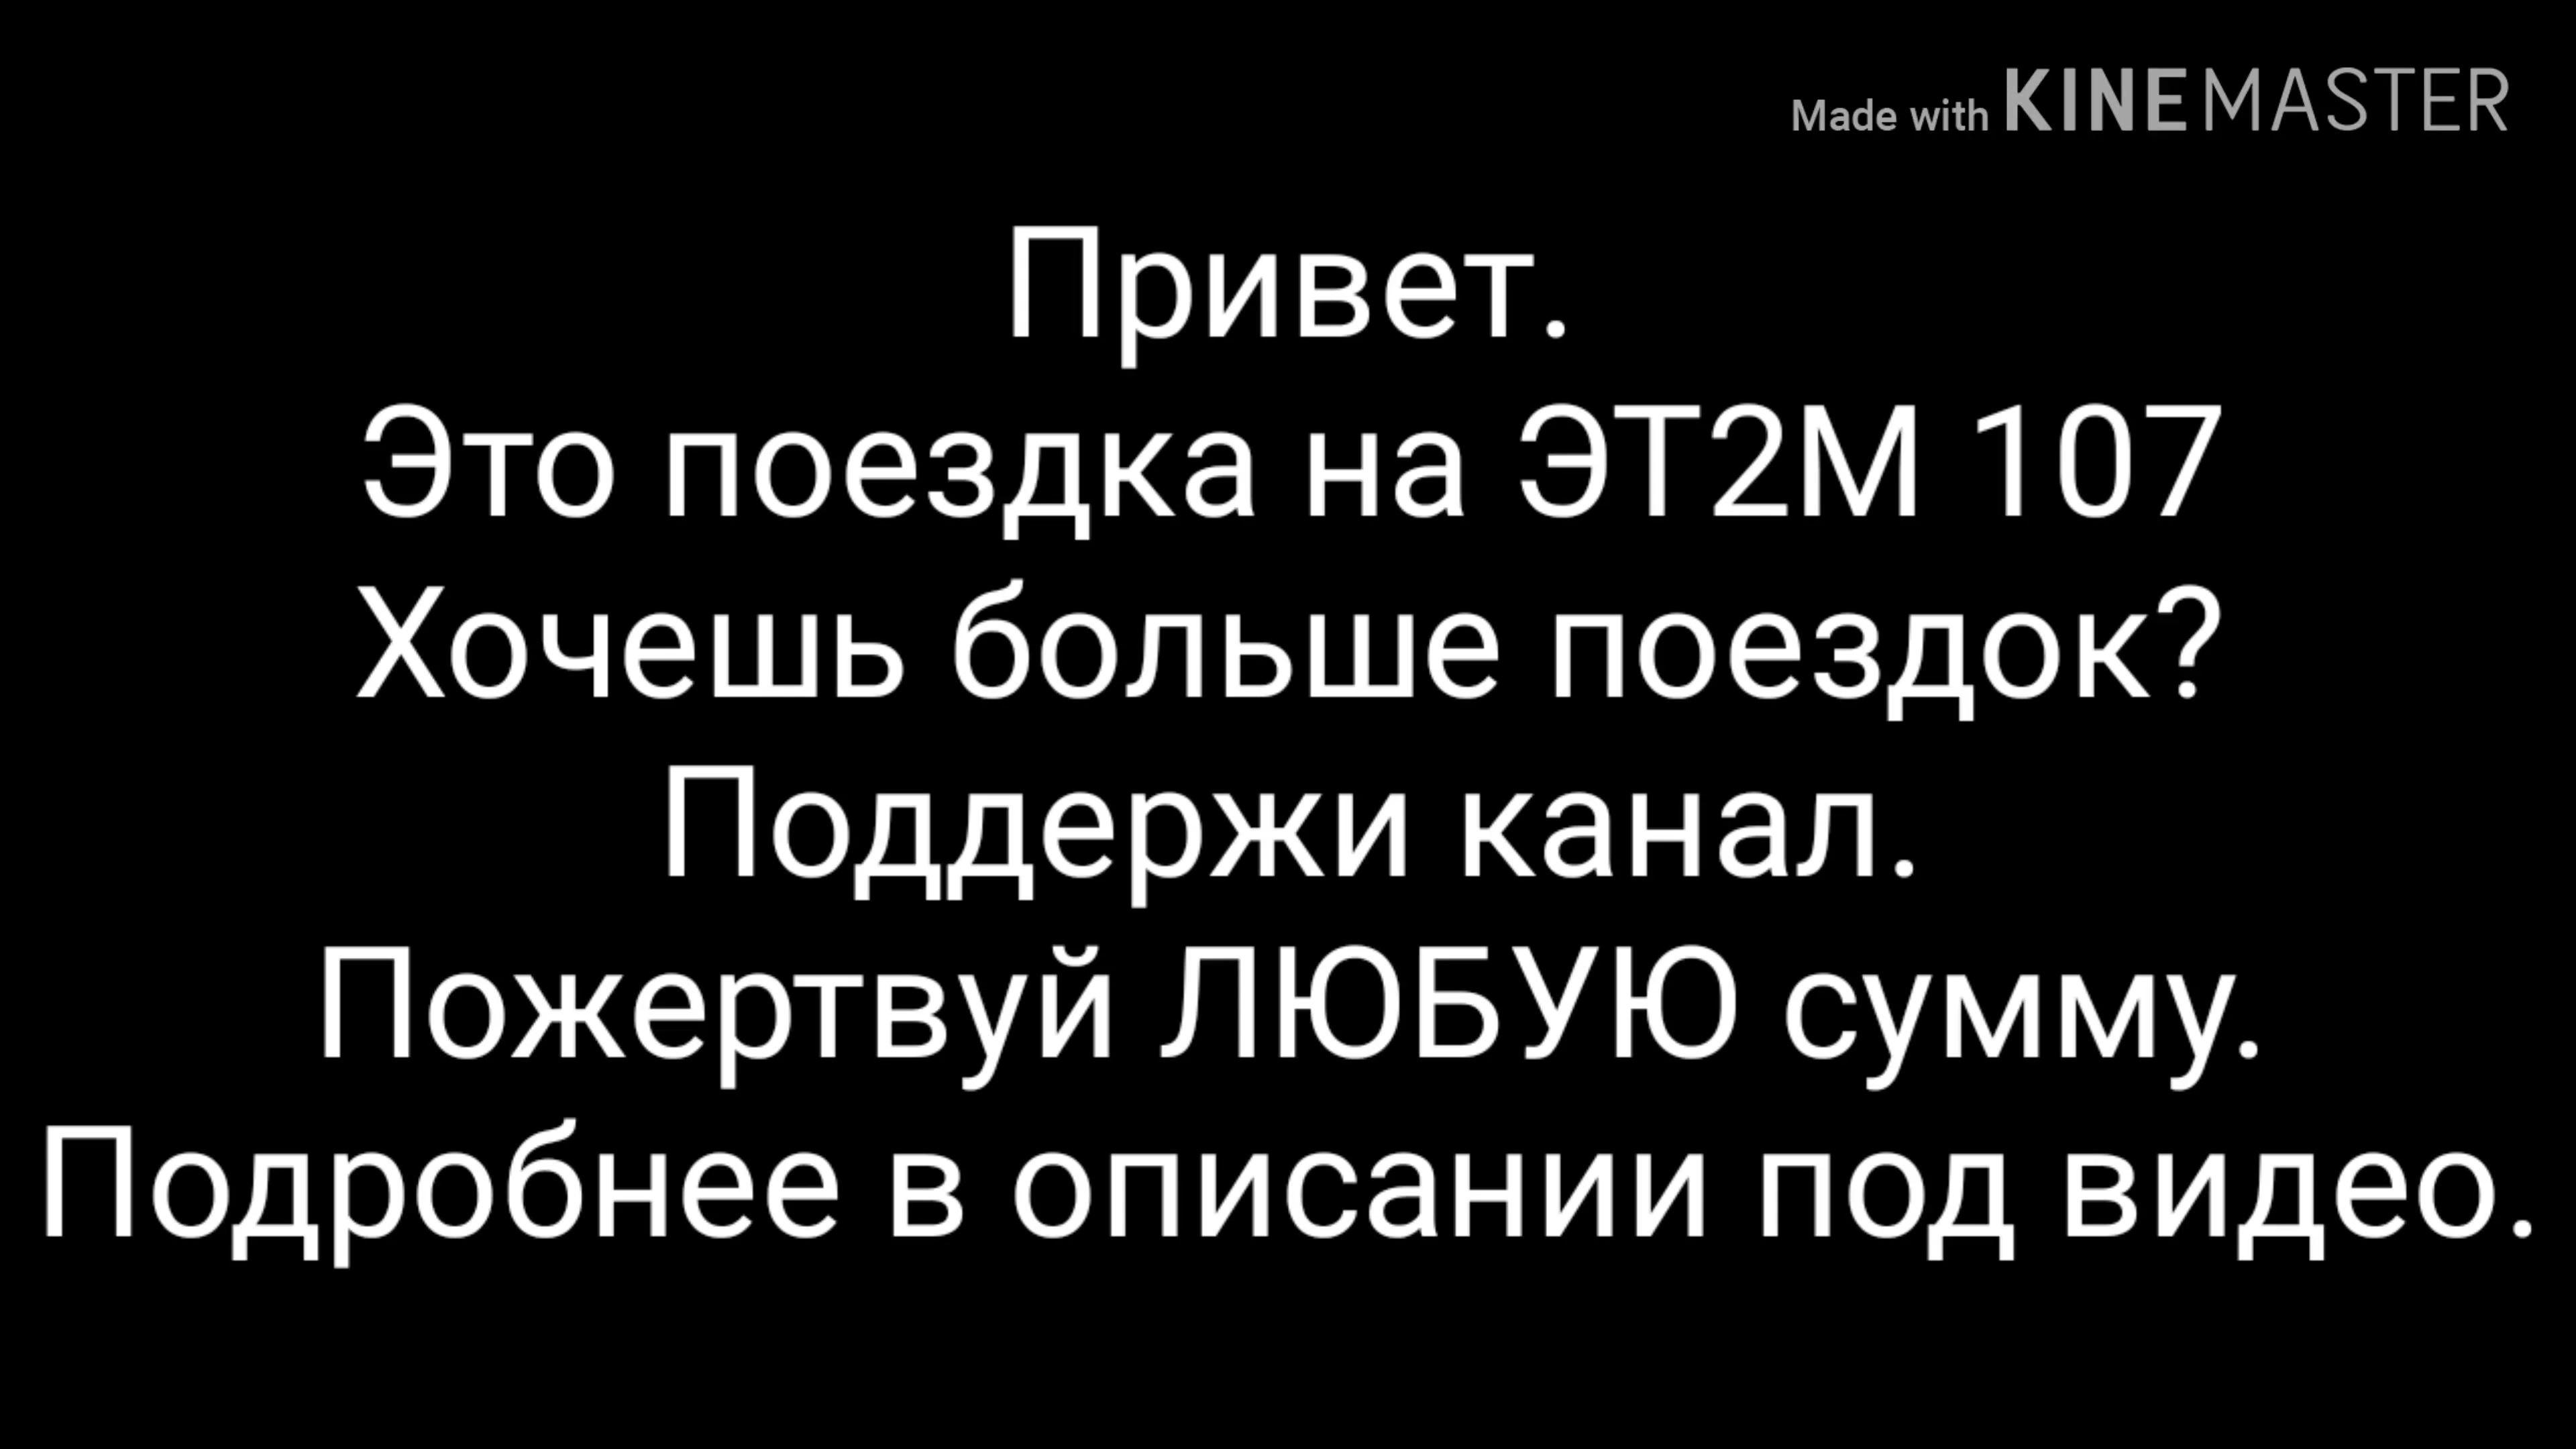 Made with KINEMASTER
Привет.
Это поездка на ЭТ2М 107
Хочешь больше поездок?
Поддержи канал.
Пожертвуй ЛЮБУЮ сумму.
Подробнее в описании под видео.